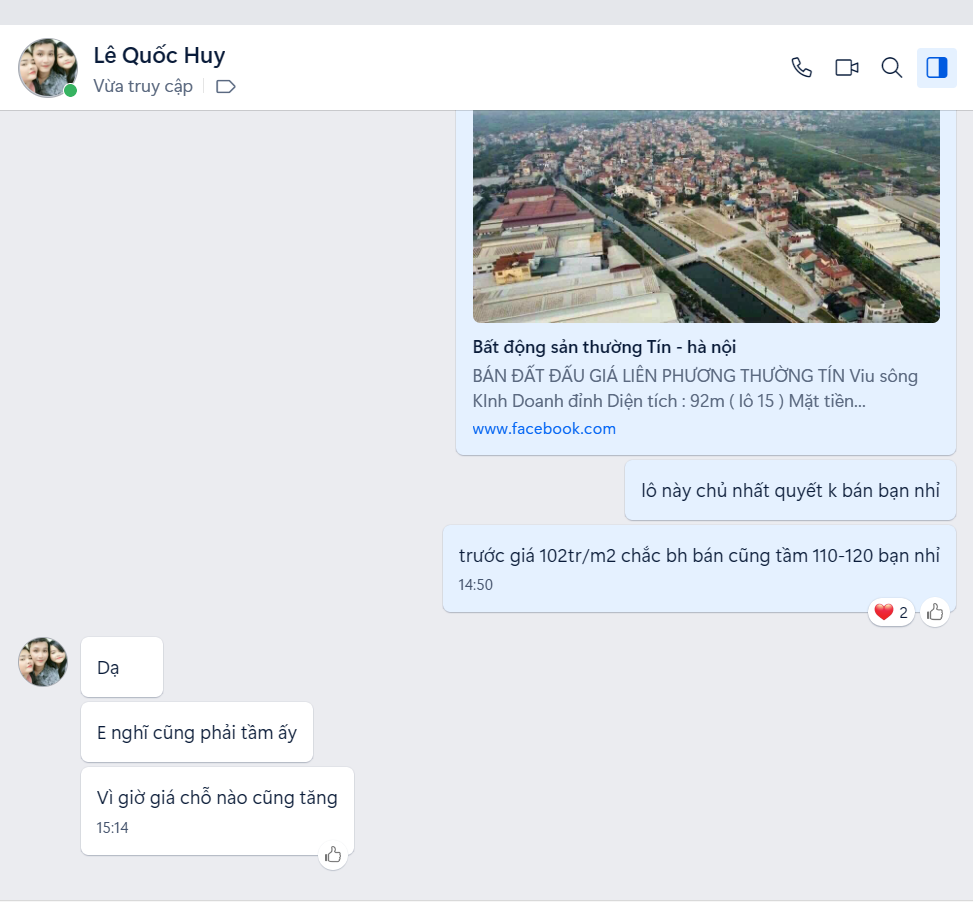 Lê Quốc Huy
Vừa truy cập
Bất động sản thường Tín - hà nội
BÁN ĐẤT ĐẤU GIÁ LIÊN PHƯƠNG THƯỜNG TÍN Viu sông
KInh Doanh đỉnh Diện tích : 92m ( lô 15 ) Mặt tiền...
www.facebook.com
lô này chủ nhất quyết k bán bạn nhỉ
trước giá 102tr/m2 chắc bh bán cũng tầm 110-120 bạn nhỉ
14:50
2
Dạ
E nghĩ cũng phải tầm ấy
Vì giờ giá chỗ nào cũng tăng
15:14